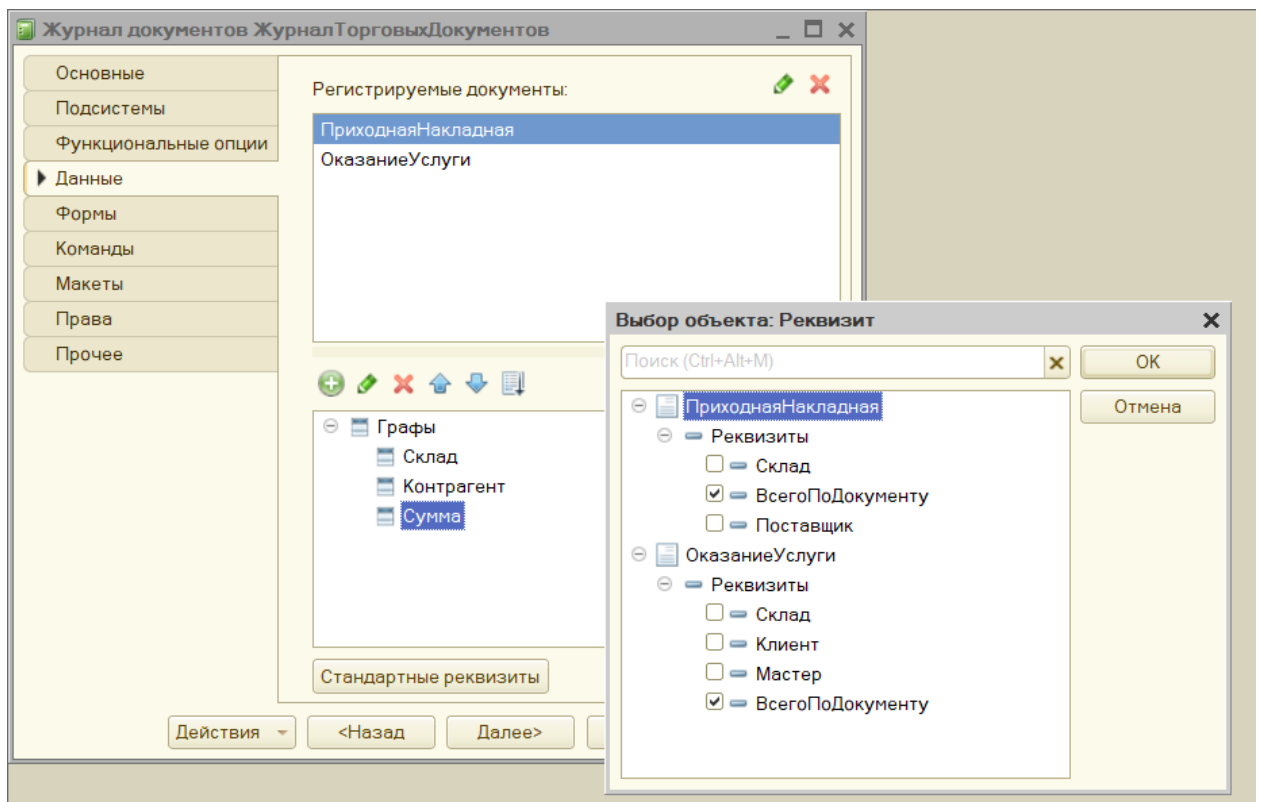 Журнал документов ЖурналТорговыхДокументов
Основные
Подсистемы
Функциональные опции
Данные
Формы
Команды
Макеты
Права
Прочее
Регистрируемые документы:
ПриходнаяНакладная
ОказаниеУслуги
Графы
Склад
Контрагент
Сумма
Стандартные реквизиты
Действия
<Назад
Далее>
Выбор объекта: Реквизит
Поиск (Ctrl+Alt+M)
OK
Отмена
ПриходнаяНакладная
Реквизиты
Склад
ВсегоПоДокументу
Поставщик
ОказаниеУслуги
Реквизиты
Склад
Клиент
Мастер
ВсегоПоДокументу